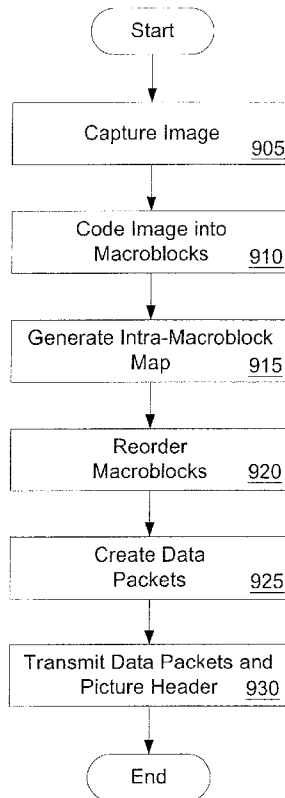 Start
Capture Image
905
Code Image into
Macroblocks
910
Generate Intra-Macroblock
Map
915
Reorder
Macroblocks
920
Create Data
Packets
925
Transmit Data Packets and
Picture Header
930
End